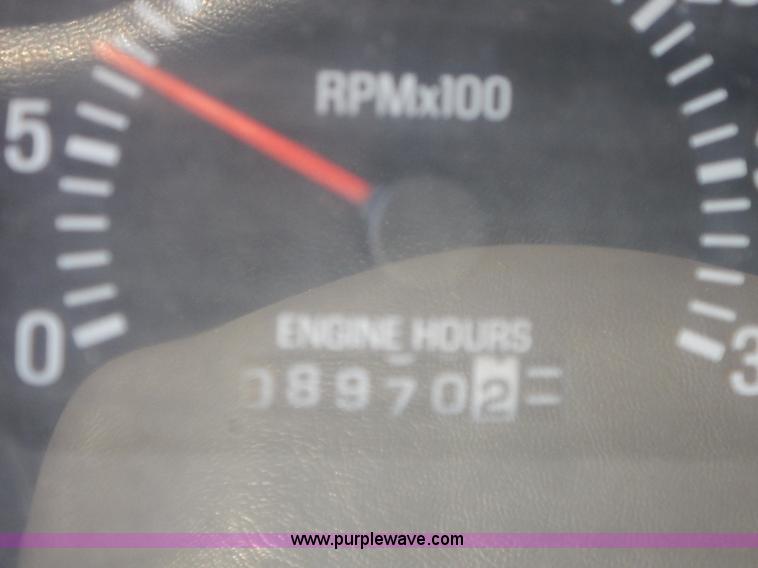 RPMx100
5
0
3
ENGINE HOURS
089702
www.purplewave.com